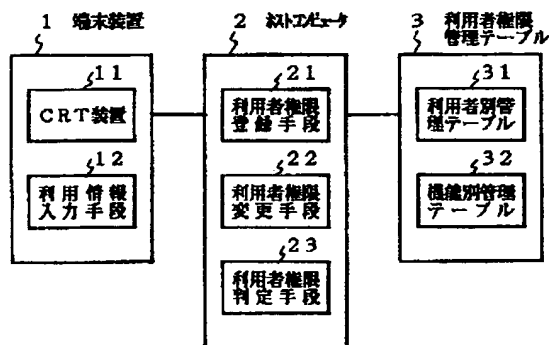 1 端末装置
11
CRT装置
12
利用情報
入力手段
2 ホストコンピュータ
21
利用者権限
登録手段
22
利用者権限
変更手段
23
利用者権限
判定手段
3 利用者権限
管理テーブル
31
利用者別管
理テーブル
32
機能別管理
テーブル